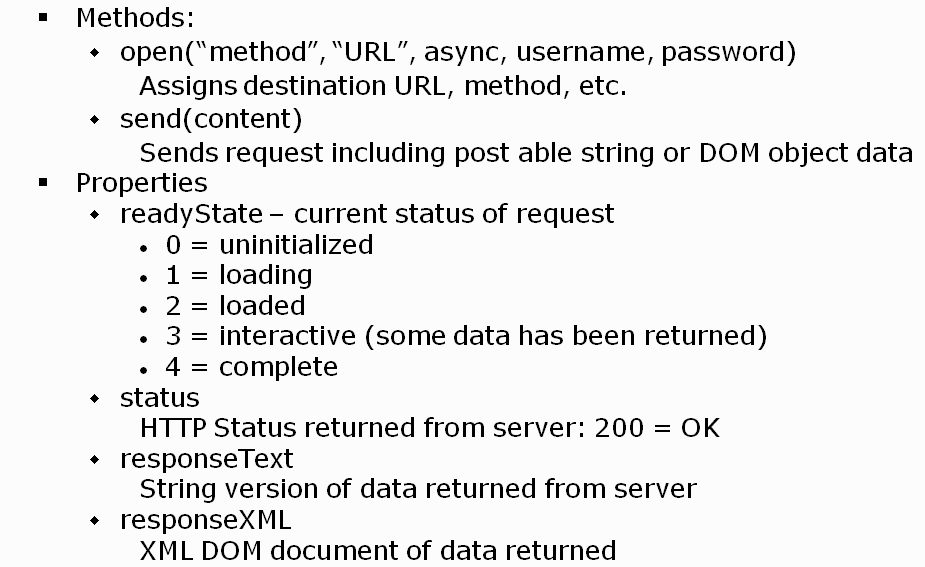 ▪ Methods:
⬩ open(“method”, “URL”, async, username, password)
Assigns destination URL, method, etc.
⬩ send(content)
Sends request including post able string or DOM object data
▪ Properties
⬩ readyState – current status of request
• 0 = uninitialized
• 1 = loading
• 2 = loaded
• 3 = interactive (some data has been returned)
• 4 = complete
⬩ status
HTTP Status returned from server: 200 = OK
⬩ responseText
String version of data returned from server
⬩ responseXML
XML DOM document of data returned